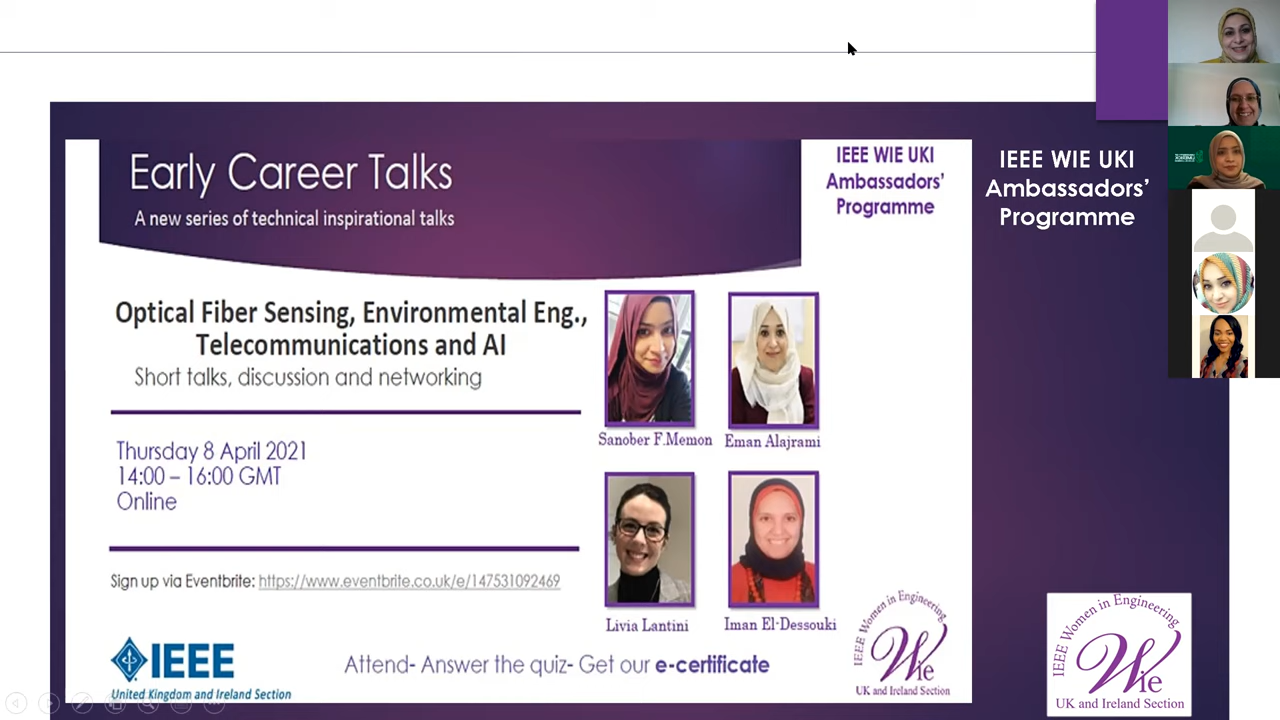 Early Career Talks
A new series of technical inspirational talks
IEEE WIE UKI
Ambassadors'
Programme
IEEE WIE UKI
Ambassadors'
Programme
Optical Fiber Sensing, Environmental Eng.,
Telecommunications and AI
Short talks, discussion and networking
Thursday 8 April 2021
14:00 – 16:00 GMT
Online
Sign up via Eventbrite: https://www.eventbrite.co.uk/e/147531092469
Sanober F.Memon
Eman Alajrami
Livia Lantini
Iman El-Dessouki
IEEE
United Kingdom and Ireland Section
Attend- Answer the quiz- Get our e-certificate
IEEE Women in Engineering
Wie
UK and Ireland Section
IEEE Women in Engineering
Wie
UK and Ireland Section